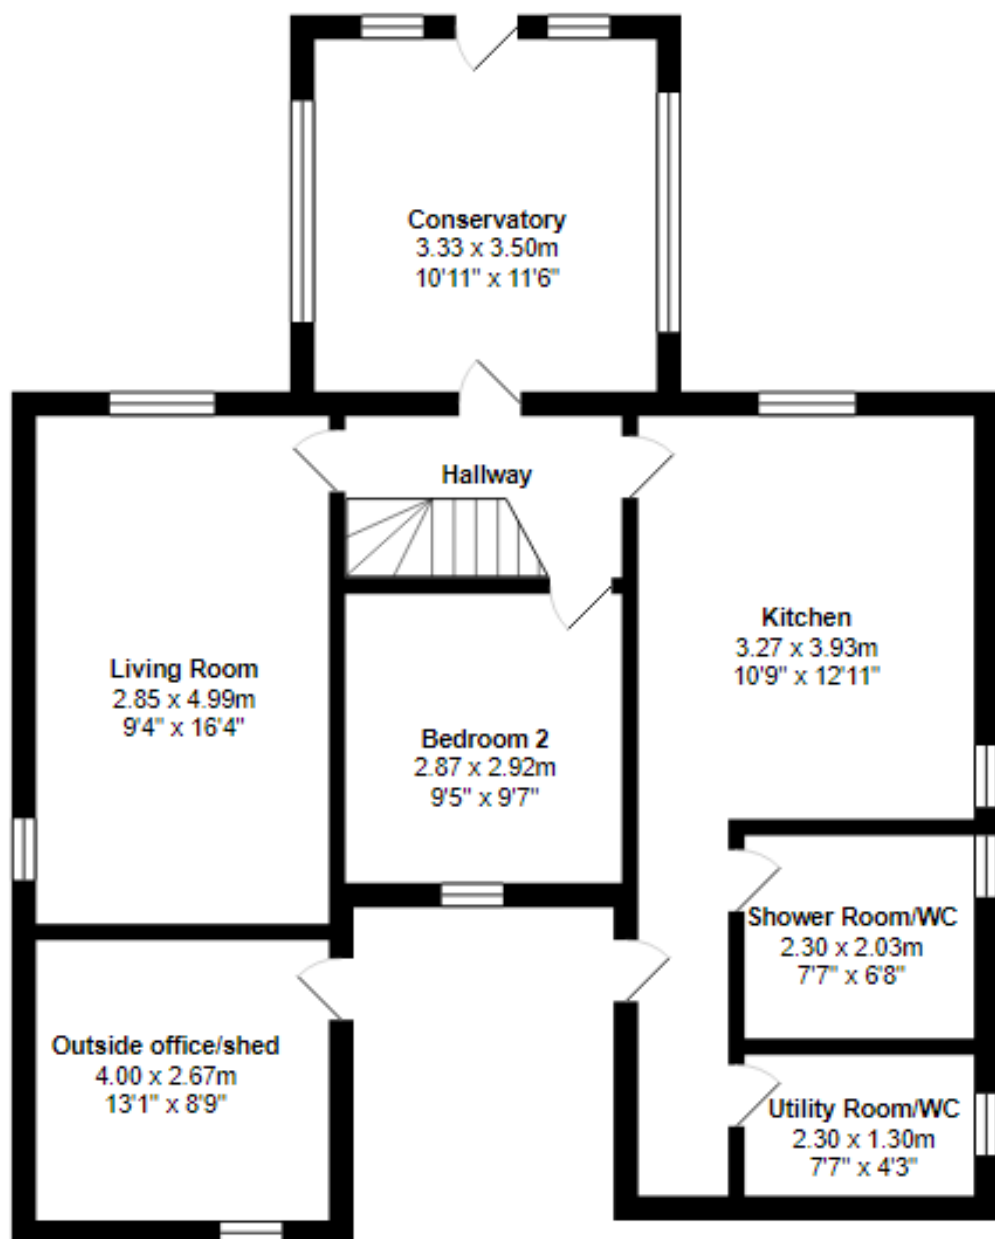 Conservatory
3.33 x 3.50m
10'11" x 11'6"
Hallway
Kitchen
3.27 x 3.93m
10'9" x 12'11"
Living Room
2.85 x 4.99m
9'4" x 16'4"
Bedroom 2
2.87 x 2.92m
9'5" x 9'7"
Shower Room/WC
2.30 x 2.03m
7'7" x 6'8"
Outside office/shed
4.00 x 2.67m
13'1" x 8'9"
Utility Room/WC
2.30 x 1.30m
7'7" x 4'3"